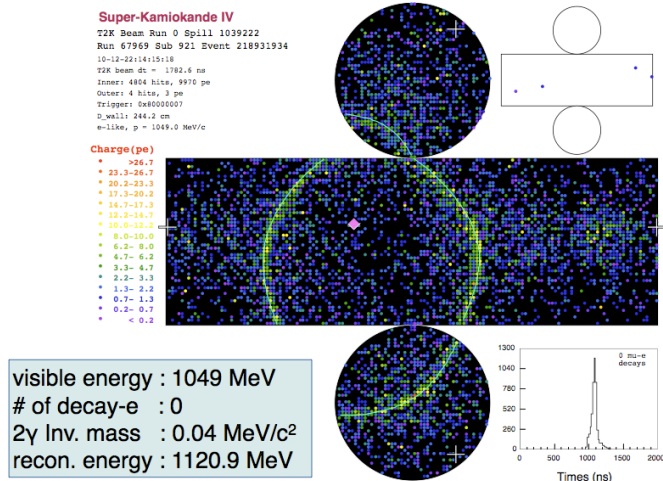 Super-Kamiokande IV
T2K Beam Run 0 Spill 1039222
Run 67969 Sub 921 Event 218931934
10-12-22:14:15:18
T2K beam dt = 1782.6 ns
Inner: 4804 hits, 9970 pe
Outer: 4 hits, 3 pe
Trigger: 0x80000007
D_wall: 244.2 cm
e-like, p = 1049.0 MeV/c
Charge(pe)
>26.7
23.3-26.7
20.2-23.3
17.3-20.2
14.7-17.3
12.2-14.7
10.0-12.2
8.0-10.0
6.2- 8.0
4.7- 6.2
3.3- 4.7
2.2- 3.3
1.3- 2.2
0.7- 1.3
0.2- 0.7
< 0.2
visible energy : 1049 MeV
# of decay-e : 0
2γ Inv. mass : 0.04 MeV/c²
recon. energy : 1120.9 MeV
0 mu-e
decays
1300
1040
780
520
260
0
0 500 1000 1500 2000
Times (ns)